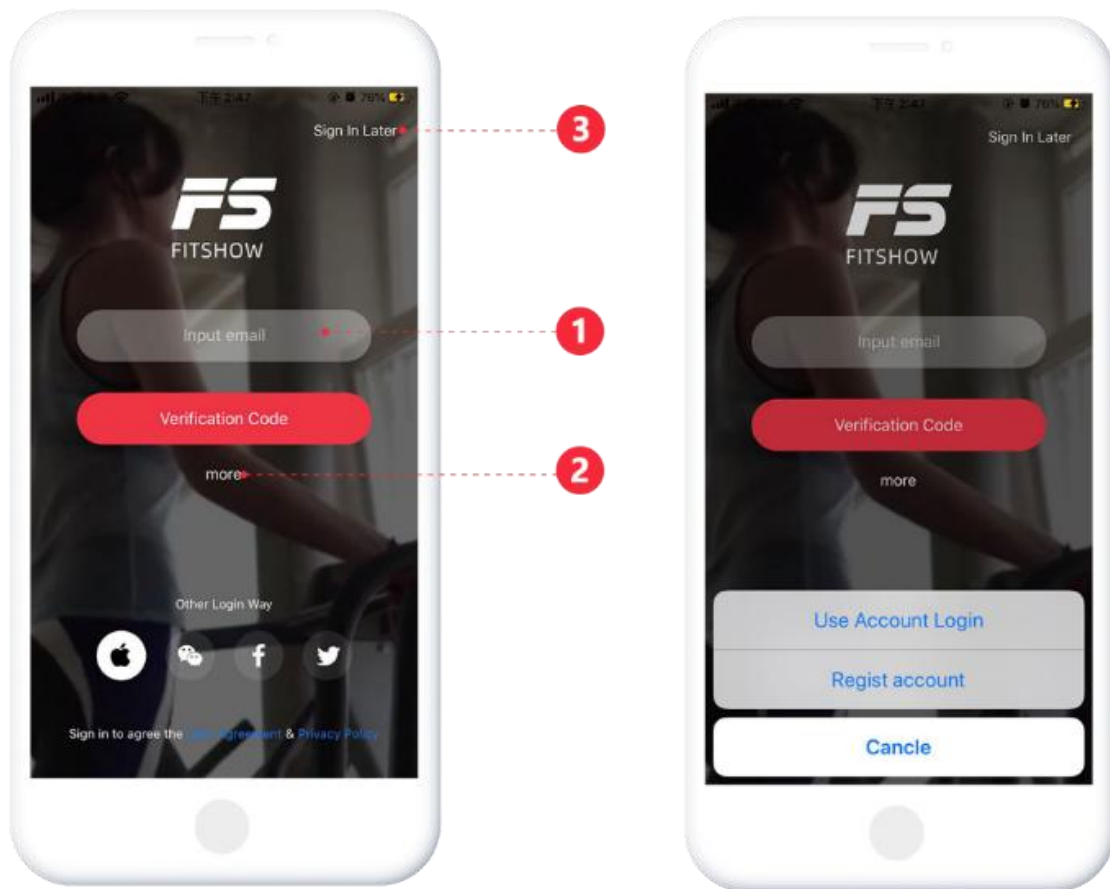 下午 2:47
76%
Sign In Later
3
FS
FITSHOW
Input email
1
Verification Code
more
2
Other Login Way
Sign in to agree the User Agreement & Privacy Policy
下午 2:47
76%
Sign In Later
FS
FITSHOW
Input email
Verification Code
more
Use Account Login
Regist account
Cancle